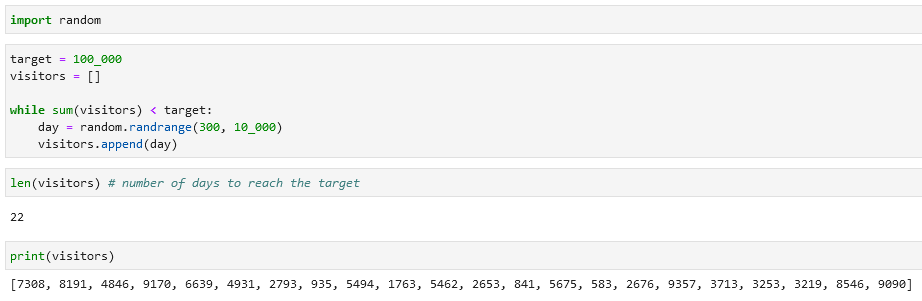 import random
target = 100_000
visitors = []
while sum(visitors) < target:
    day = random.randrange(300, 10_000)
    visitors.append(day)
len(visitors) # number of days to reach the target
22
print(visitors)
[7308, 8191, 4846, 9170, 6639, 4931, 2793, 935, 5494, 1763, 5462, 2653, 841, 5675, 583, 2676, 9357, 3713, 3253, 3219, 8546, 9090]